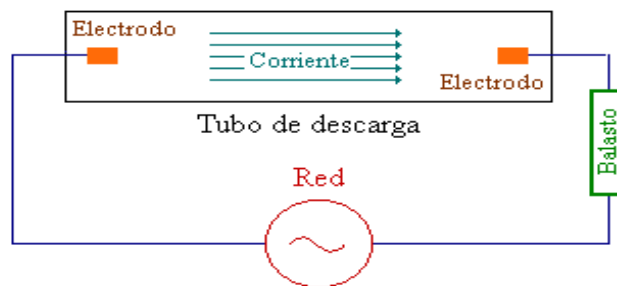 Electrodo
Corriente
Electrodo
Tubo de descarga
Balasto
Red